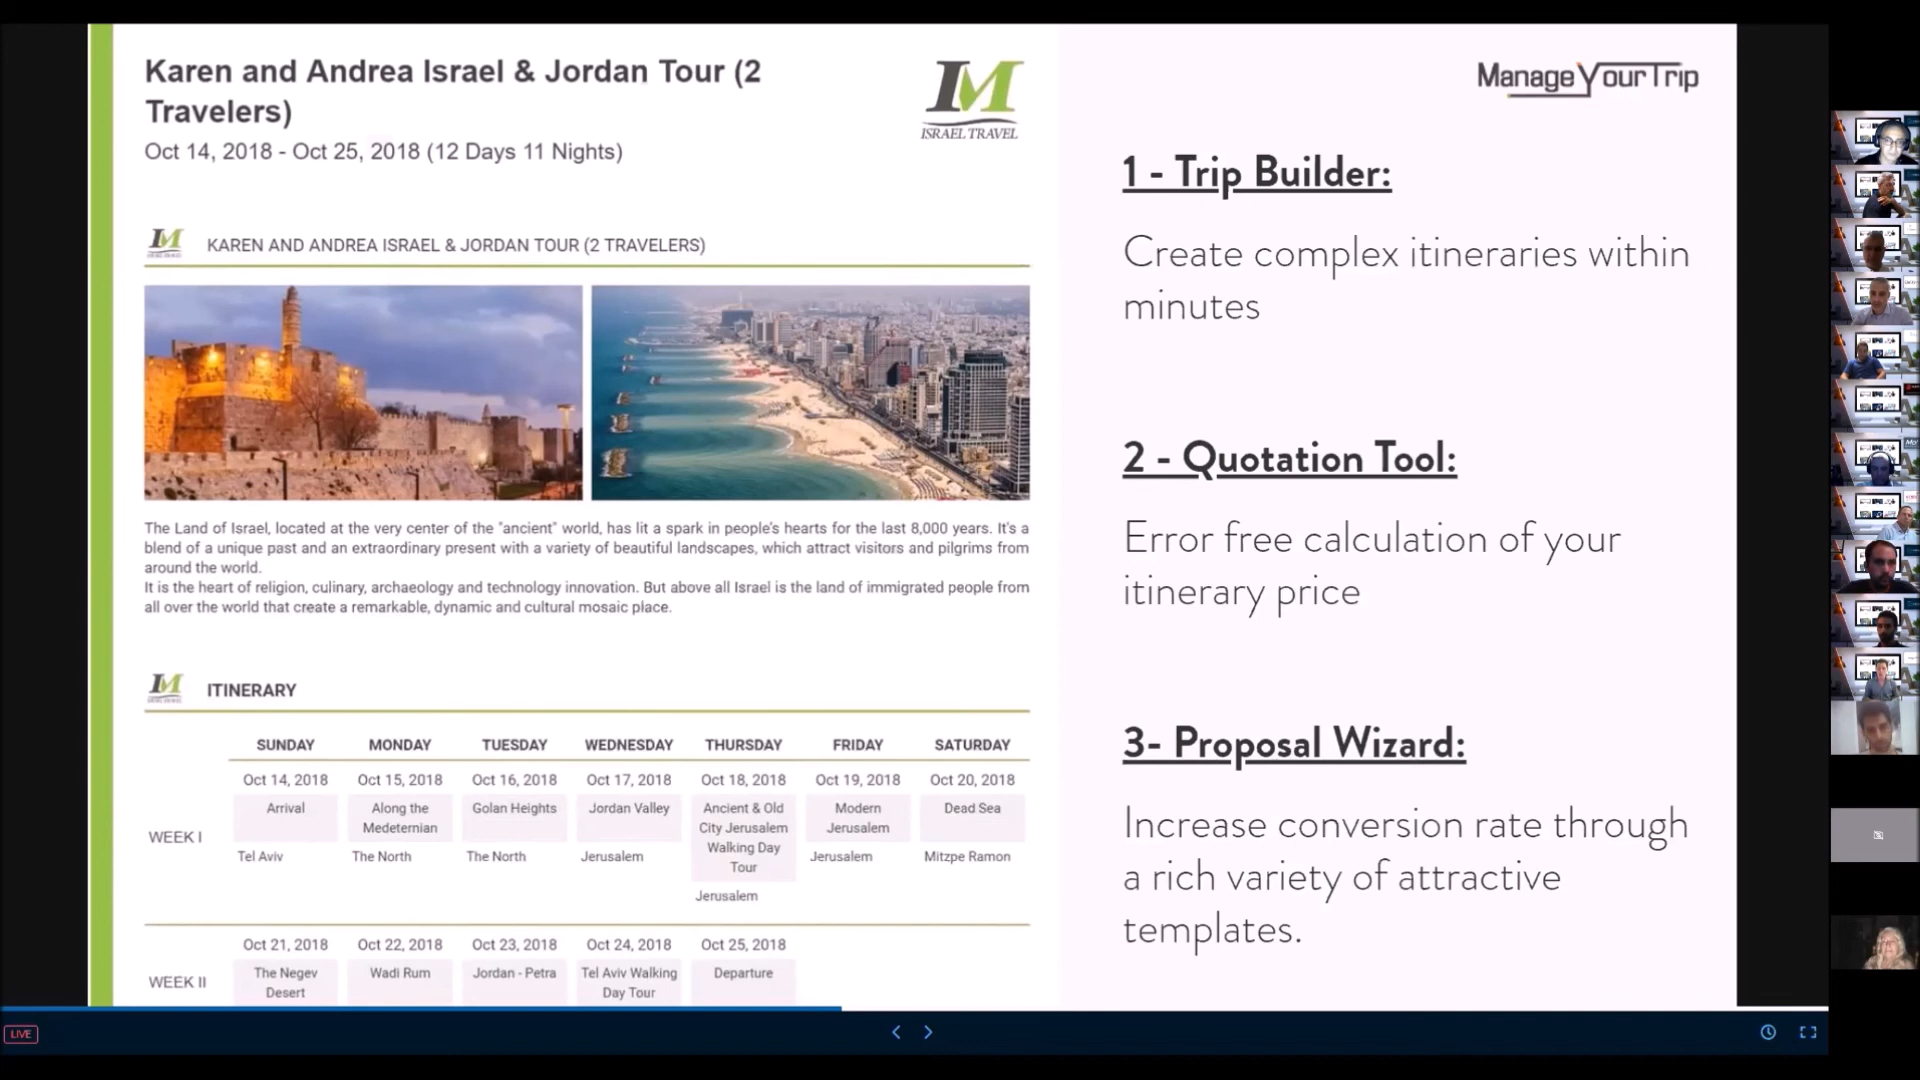 Karen and Andrea Israel & Jordan Tour (2
Travelers)
Oct 14, 2018 - Oct 25, 2018 (12 Days 11 Nights)
IM
ISRAEL TRAVEL
KAREN AND ANDREA ISRAEL & JORDAN TOUR (2 TRAVELERS)
The Land of Israel, located at the very center of the "ancient" world, has lit a spark in people's hearts for the last 8,000 years. It's a
blend of a unique past and an extraordinary present with a variety of beautiful landscapes, which attract visitors and pilgrims from
around the world.
It is the heart of religion, culinary, archaeology and technology innovation. But above all Israel is the land of immigrated people from
all over the world that create a remarkable, dynamic and cultural mosaic place.
ITINERARY
SUNDAY MONDAY TUESDAY WEDNESDAY THURSDAY FRIDAY SATURDAY
Oct 14, 2018 Oct 15, 2018 Oct 16, 2018 Oct 17, 2018 Oct 18, 2018 Oct 19, 2018 Oct 20, 2018
WEEK I
Arrival
Tel Aviv
Along the
Medeternian
The North
Golan Heights
The North
Jordan Valley
Jerusalem
Ancient & Old
City Jerusalem
Walking Day
Tour
Jerusalem
Modern
Jerusalem
Jerusalem
Dead Sea
Mitzpe Ramon
Oct 21, 2018 Oct 22, 2018 Oct 23, 2018 Oct 24, 2018 Oct 25, 2018
WEEK II
The Negev
Desert
Wadi Rum
Jordan - Petra
Tel Aviv Walking
Day Tour
Departure
ManageYourTrip
1 - Trip Builder:
Create complex itineraries within
minutes
2 - Quotation Tool:
Error free calculation of your
itinerary price
3- Proposal Wizard:
Increase conversion rate through
a rich variety of attractive
templates.
LIVE